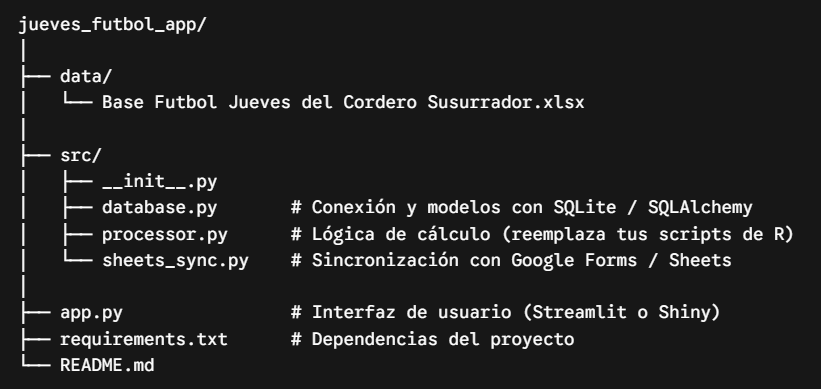 jueves_futbol_app/
│
├── data/
│   └── Base Futbol Jueves del Cordero Susurrador.xlsx
│
├── src/
│   ├── __init__.py
│   ├── database.py       # Conexión y modelos con SQLite / SQLAlchemy
│   ├── processor.py      # Lógica de cálculo (reemplaza tus scripts de R)
│   └── sheets_sync.py    # Sincronización con Google Forms / Sheets
│
├── app.py                # Interfaz de usuario (Streamlit o Shiny)
├── requirements.txt      # Dependencias del proyecto
└── README.md